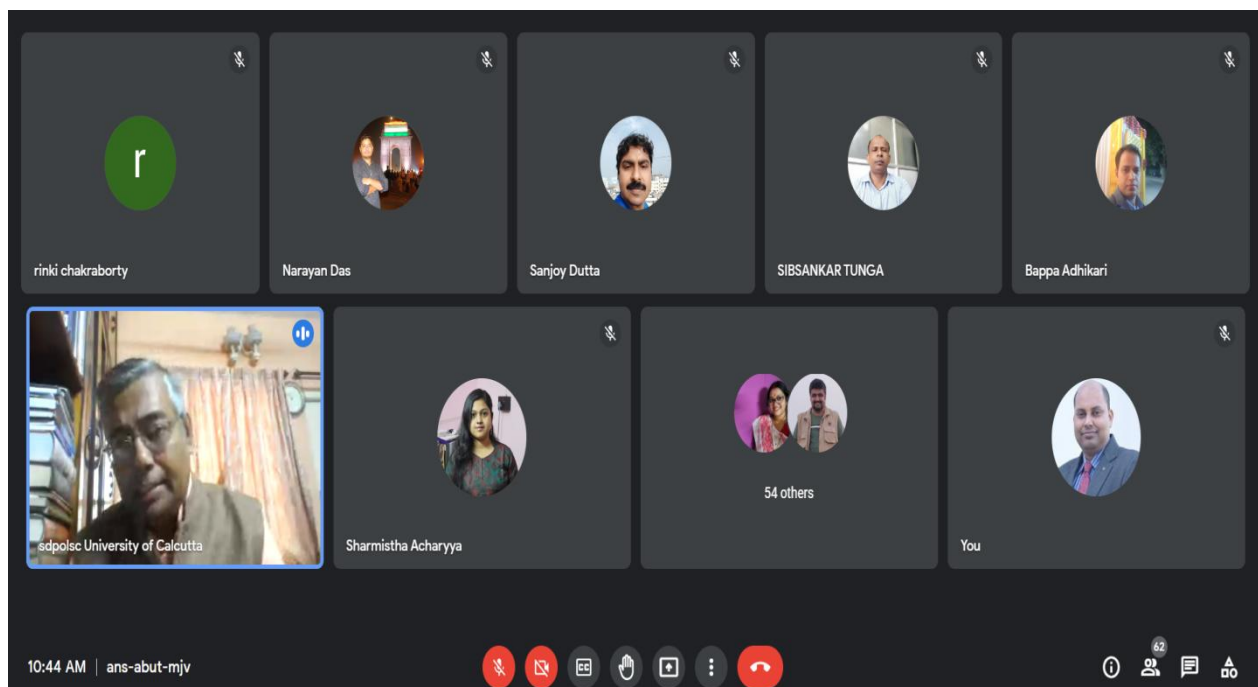 r
rinki chakraborty
Narayan Das
Sanjoy Dutta
SIBSANKAR TUNGA
Bappa Adhikari
sdpolsc University of Calcutta
Sharmistha Acharyya
54 others
You
10:44 AM | ans-abut-mjv
CC
62